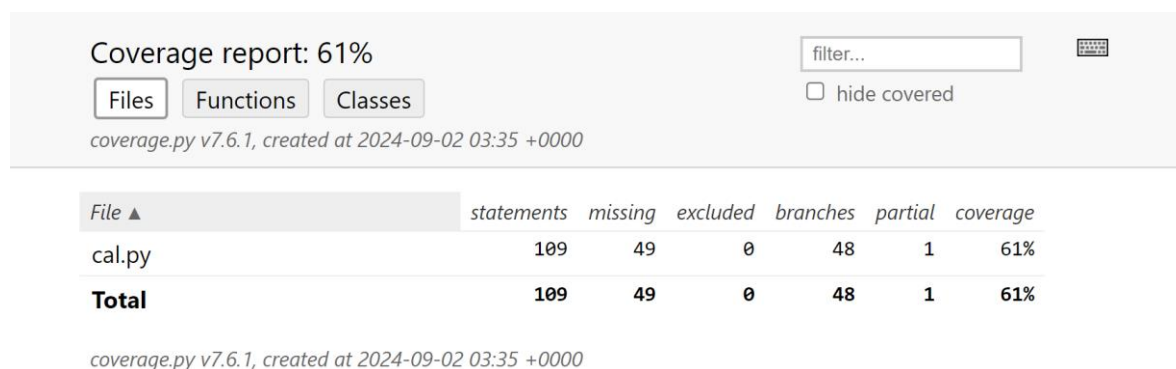 Coverage report: 61%
filter...
Files Functions Classes
hide covered
coverage.py v7.6.1, created at 2024-09-02 03:35 +0000
File ▲ statements missing excluded branches partial coverage
cal.py 109 49 0 48 1 61%
Total 109 49 0 48 1 61%
coverage.py v7.6.1, created at 2024-09-02 03:35 +0000